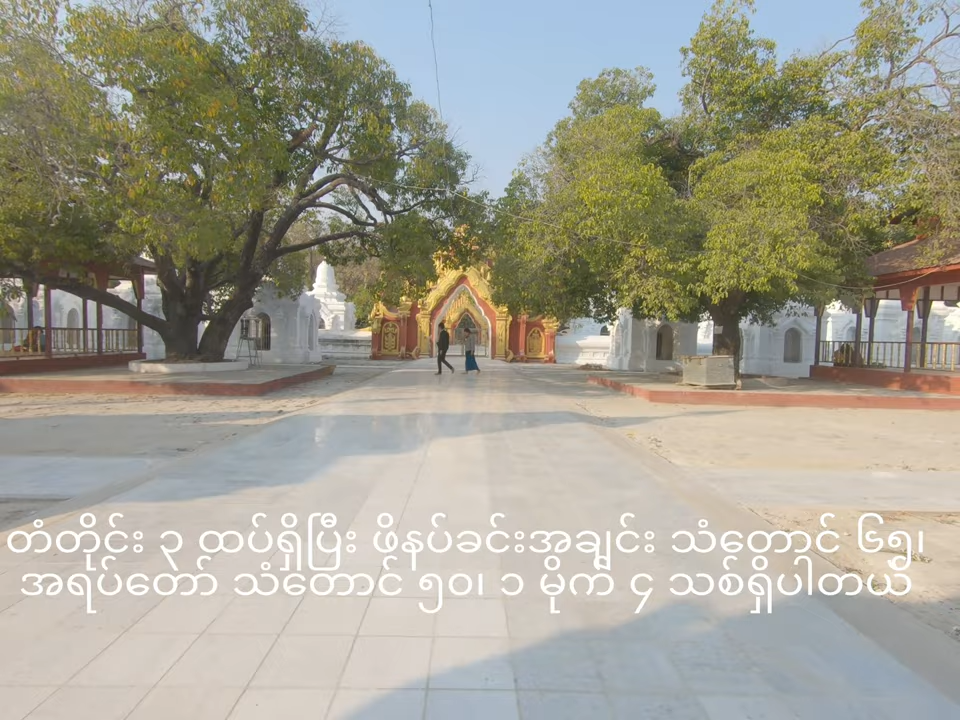 တံတိုင်း ၃ ထပ်ရှိပြီး ဖိနပ်ခင်းအချင်း သံတောင် ၆၅၊
အရပ်တော် သံတောင် ၅၀၊ ၁ မိုက် ၄ သစ်ရှိပါတယ်